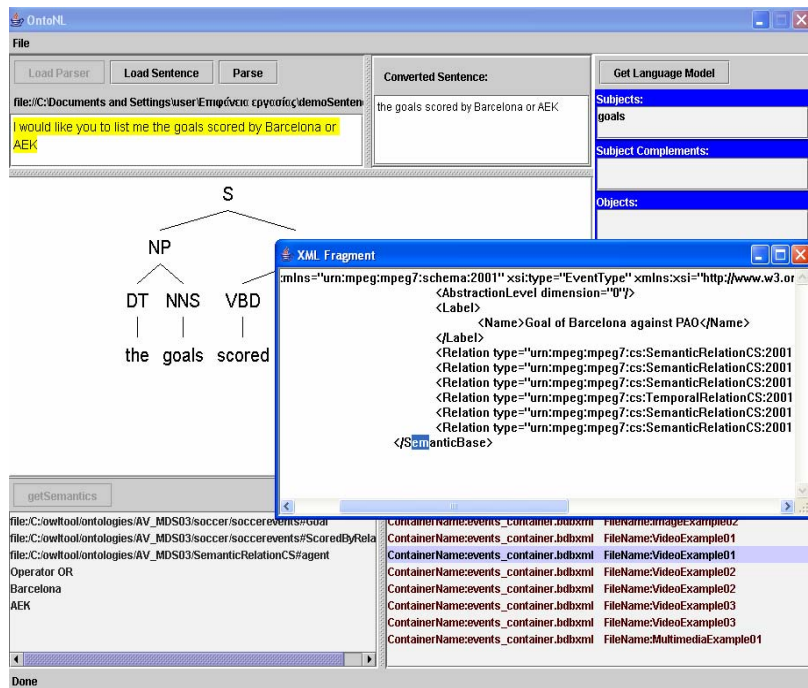 OntoNL
File
Load Parser Load Sentence Parse
file://C:\Documents and Settings\user\Επιφάνεια εργασίας\demoSenten
I would like you to list me the goals scored by Barcelona or
AEK
Converted Sentence:
the goals scored by Barcelona or AEK
Get Language Model
Subjects:
goals
Subject Complements:
Objects:
S
NP
DT NNS VBD
the goals scored
XML Fragment
:mlns="urn:mpeg:mpeg7:schema:2001" xsi:type="EventType" xmlns:xsi="http://www.w3.or
<AbstractionLevel dimension="0"/>
<Label>
<Name>Goal of Barcelona against PAO</Name>
</Label>
<Relation type="urn:mpeg:mpeg7:cs:SemanticRelationCS:2001
<Relation type="urn:mpeg:mpeg7:cs:SemanticRelationCS:2001
<Relation type="urn:mpeg:mpeg7:cs:SemanticRelationCS:2001
<Relation type="urn:mpeg:mpeg7:cs:TemporalRelationCS:2001
<Relation type="urn:mpeg:mpeg7:cs:SemanticRelationCS:2001
<Relation type="urn:mpeg:mpeg7:cs:SemanticRelationCS:2001
</SemanticBase>
getSemantics
file:/C:/owltool/ontologies/AV_MDS03/soccer/soccerevents#Goal
file:/C:/owltool/ontologies/AV_MDS03/soccer/soccerevents#ScoredByRela
file:/C:/owltool/ontologies/AV_MDS03/SemanticRelationCS#agent
Operator OR
Barcelona
AEK
ContainerName:events_container.bdbxml FileName:ImageExample02
ContainerName:events_container.bdbxml FileName:VideoExample01
ContainerName:events_container.bdbxml FileName:VideoExample01
ContainerName:events_container.bdbxml FileName:VideoExample02
ContainerName:events_container.bdbxml FileName:VideoExample02
ContainerName:events_container.bdbxml FileName:VideoExample03
ContainerName:events_container.bdbxml FileName:VideoExample03
ContainerName:events_container.bdbxml FileName:MultimediaExample01
Done